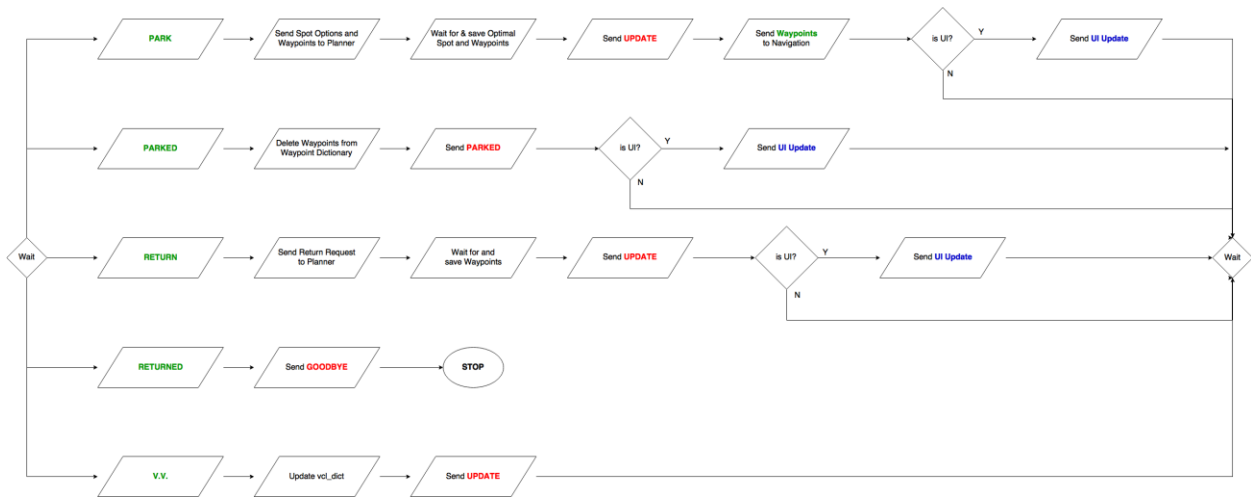 PARK
Send Spot Options and
Waypoints to Planner
Wait for & save Optimal
Spot and Waypoints
Send UPDATE
Send Waypoints
to Navigation
is UI?
Y
N
Send UI Update
PARKED
Delete Waypoints from
Waypoint Dictionary
Send PARKED
is UI?
Y
N
Send UI Update
Wait
RETURN
Send Return Request
to Planner
Wait for and
save Waypoints
Send UPDATE
is UI?
Y
N
Send UI Update
Wait
RETURNED
Send GOODBYE
STOP
V.V.
Update vcl_dict
Send UPDATE